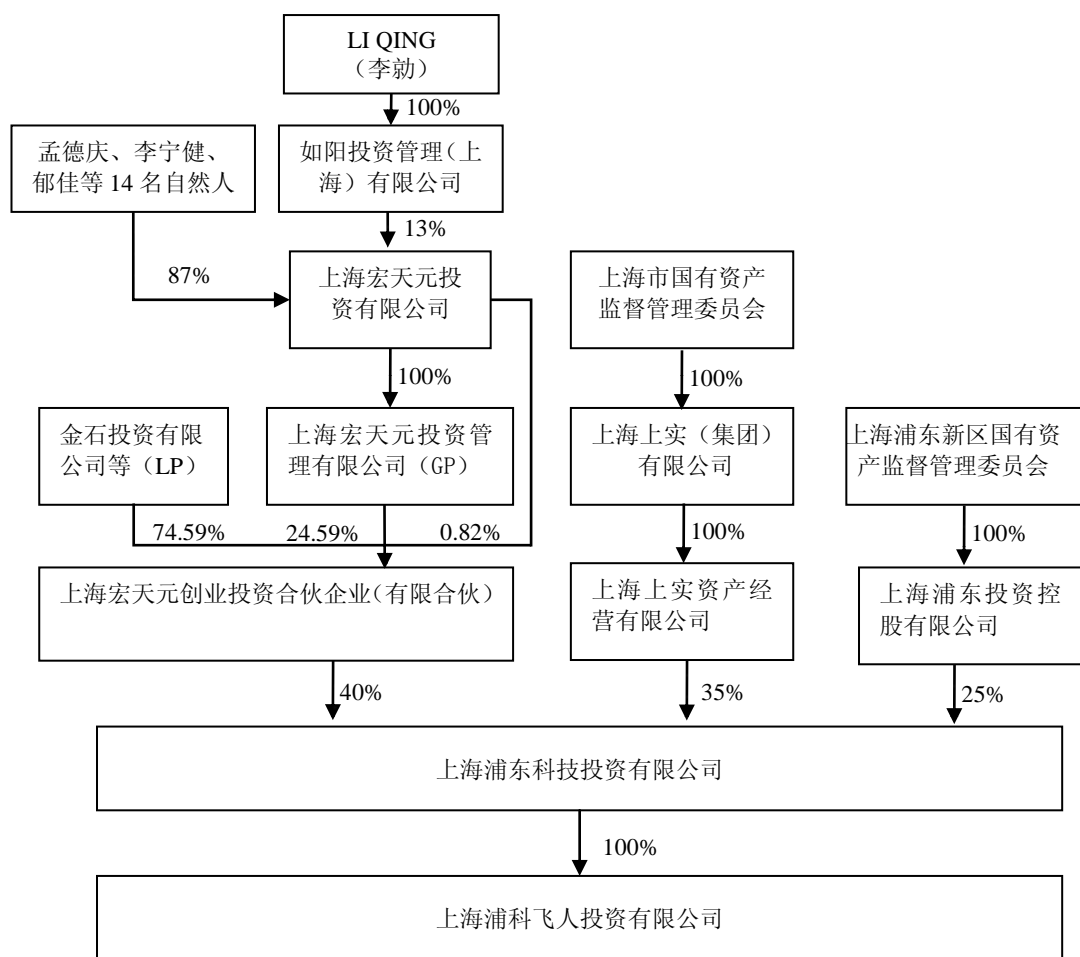 LI QING
（李勍）
100%
孟德庆、李宁健、
郁佳等 14 名自然人
如阳投资管理（上
海）有限公司
13%
87%
上海宏天元投
资有限公司
上海市国有资产
监督管理委员会
100%
100%
金石投资有限
公司等（LP）
上海宏天元投资管
理有限公司（GP）
上海上实（集团）
有限公司
上海浦东新区国有资
产监督管理委员会
74.59%
24.59%
0.82%
100%
100%
上海宏天元创业投资合伙企业（有限合伙）
上海上实资产经
营有限公司
上海浦东投资控
股有限公司
40%
35%
25%
上海浦东科技投资有限公司
100%
上海浦科飞人投资有限公司